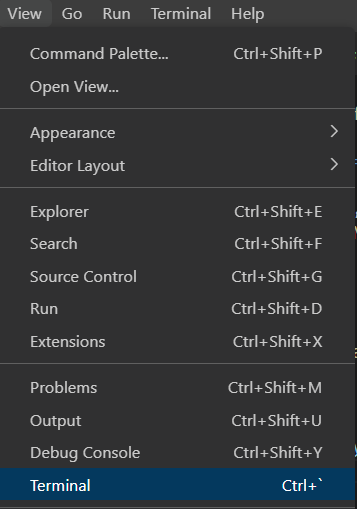 View Go Run Terminal Help
Command Palette... Ctrl+Shift+P
Open View...
Appearance
Editor Layout
Explorer Ctrl+Shift+E
Search Ctrl+Shift+F
Source Control Ctrl+Shift+G
Run Ctrl+Shift+D
Extensions Ctrl+Shift+X
Problems Ctrl+Shift+M
Output Ctrl+Shift+U
Debug Console Ctrl+Shift+Y
Terminal Ctrl+`